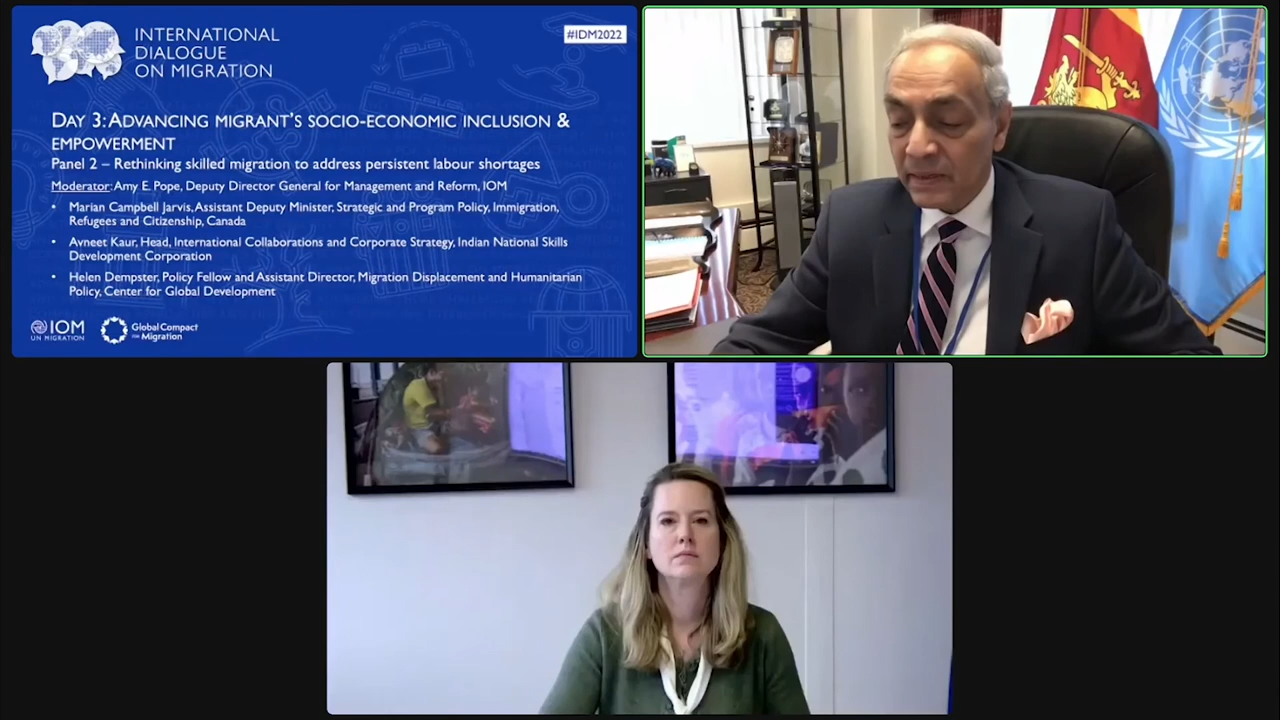 INTERNATIONAL
DIALOGUE
ON MIGRATION
#IDM2022
DAY 3: ADVANCING MIGRANT'S SOCIO-ECONOMIC INCLUSION &
EMPOWERMENT
Panel 2 – Rethinking skilled migration to address persistent labour shortages
Moderator: Amy E. Pope, Deputy Director General for Management and Reform, IOM
• Marian Campbell Jarvis, Assistant Deputy Minister, Strategic and Program Policy, Immigration,
Refugees and Citizenship, Canada
• Avneet Kaur, Head, International Collaborations and Corporate Strategy, Indian National Skills
Development Corporation
• Helen Dempster, Policy Fellow and Assistant Director, Migration Displacement and Humanitarian
Policy, Center for Global Development
IOM
UN MIGRATION
Global Compact
FOR Migration